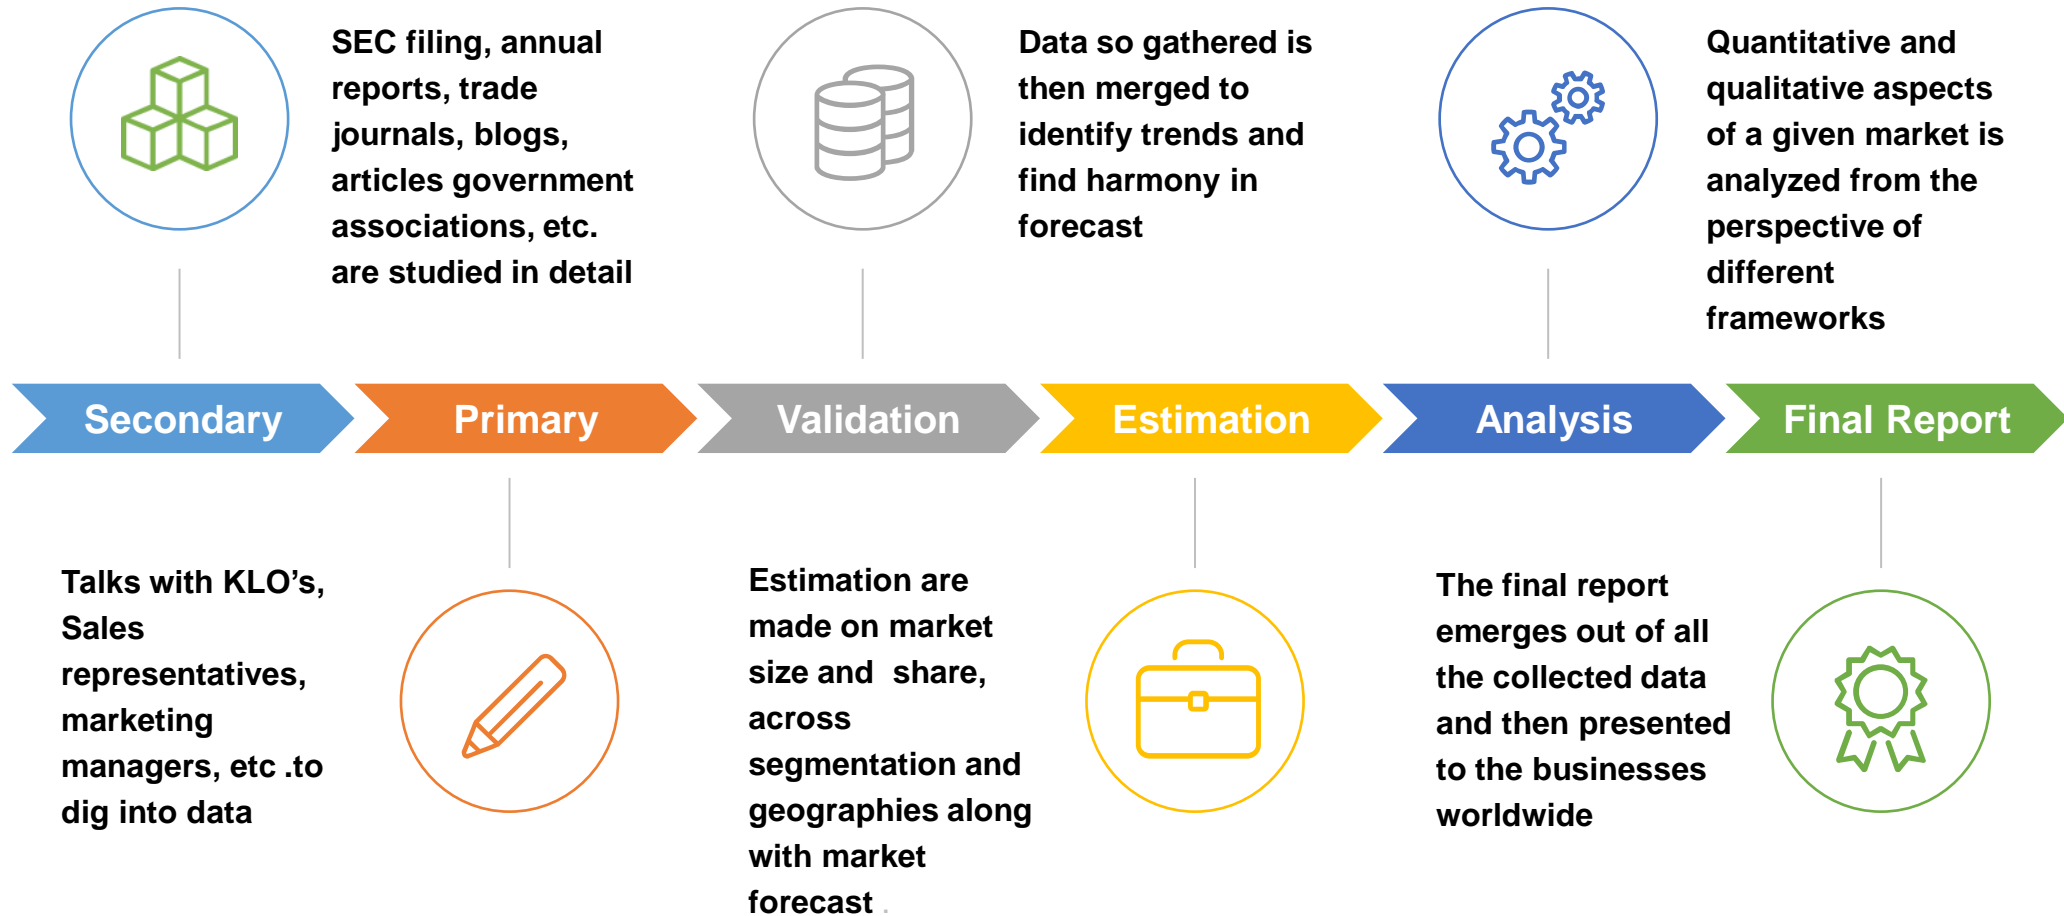 SEC filing, annual
reports, trade
journals, blogs,
articles government
associations, etc.
are studied in detail
Data so gathered is
then merged to
identify trends and
find harmony in
forecast
Quantitative and
qualitative aspects
of a given market is
analyzed from the
perspective of
different
frameworks
Secondary
Primary
Validation
Estimation
Analysis
Final Report
Talks with KLO’s,
Sales
representatives,
marketing
managers, etc .to
dig into data
Estimation are
made on market
size and  share,
across
segmentation and
geographies along
with market
forecast .
The final report
emerges out of all
the collected data
and then presented
to the businesses
worldwide